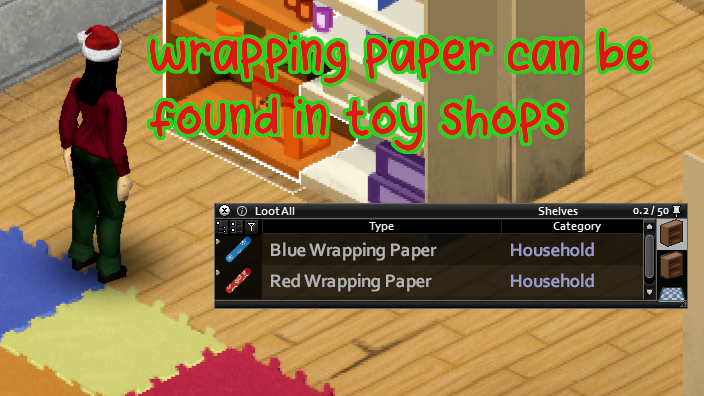 wrapping paper can be
found in toy shops
Loot All Shelves 0.2 / 50
Type Category
Blue Wrapping Paper Household
Red Wrapping Paper Household